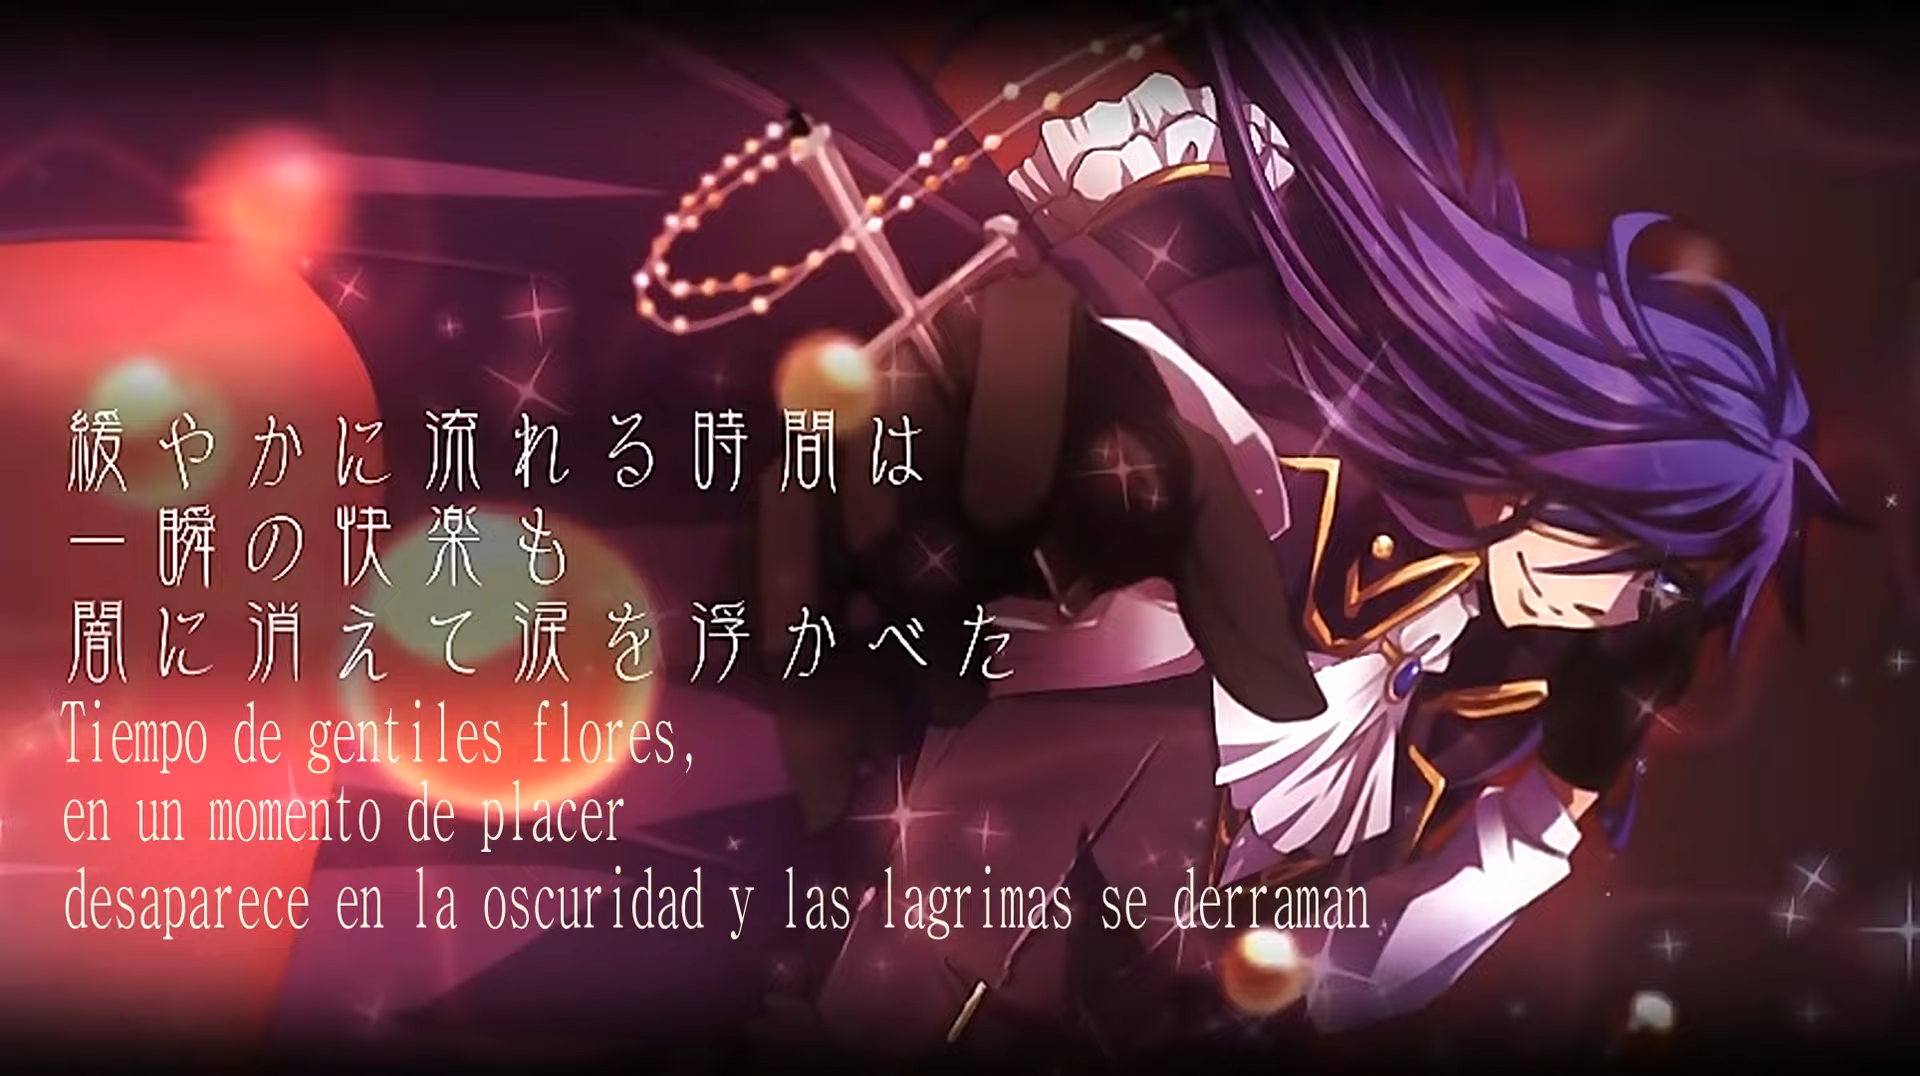 緩やかに流れる時間は
一瞬の快楽も
闇に消えて涙を浮かべた
Tiempo de gentiles flores,
en un momento de placer
desaparece en la oscuridad y las lagrimas se derraman